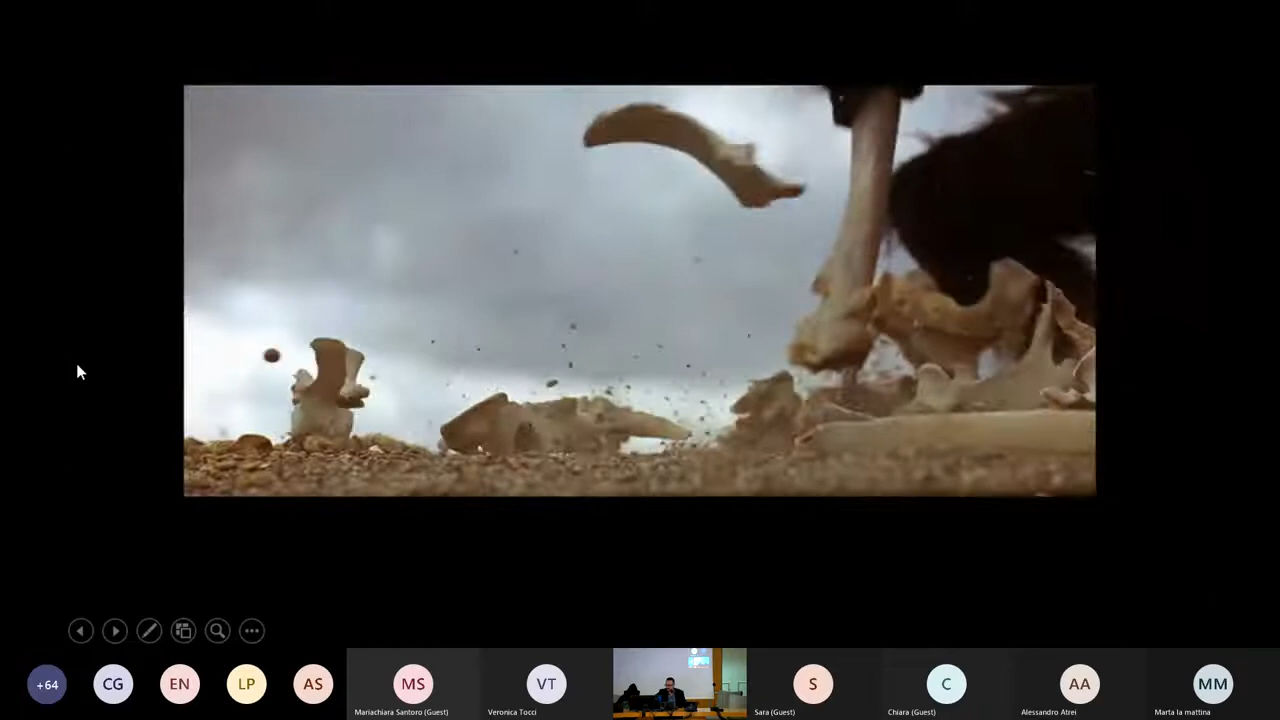 +64
CG
EN
LP
AS
MS
VT
S
C
AA
MM
Mariachiara Santoro (Guest)
Veronica Tocci
Sara (Guest)
Chiara (Guest)
Alessandro Atrei
Marta la mattina